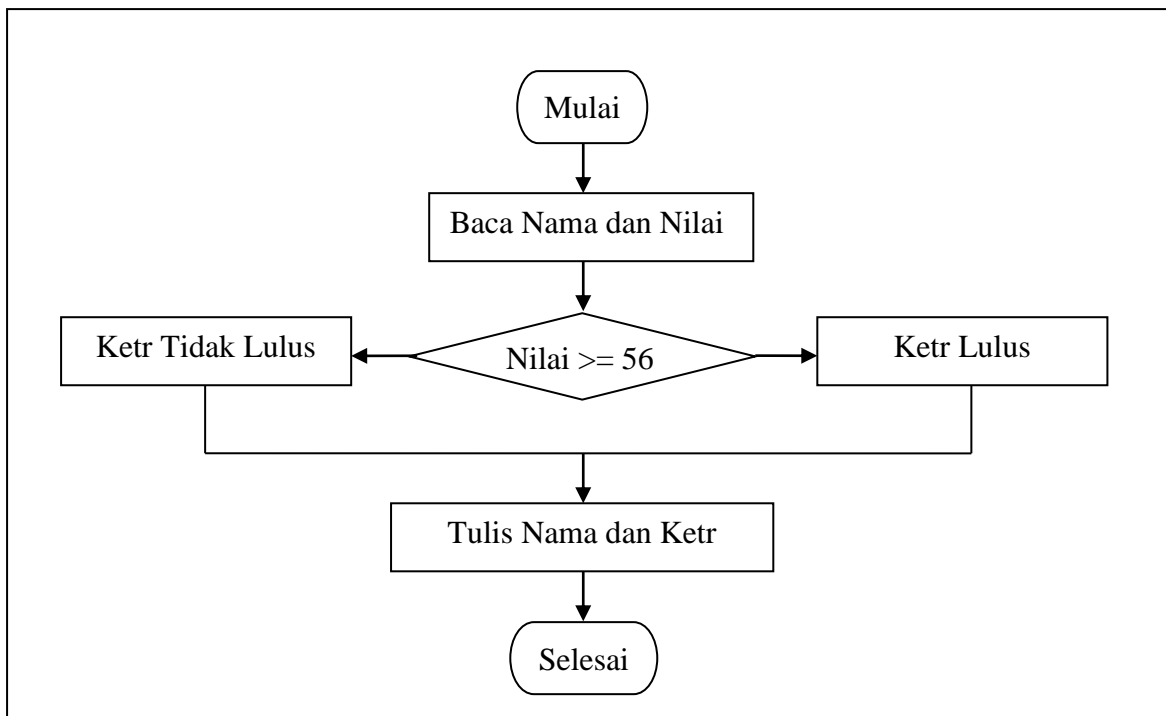 Mulai
Baca Nama dan Nilai
Ketr Tidak Lulus
Nilai >= 56
Ketr Lulus
Tulis Nama dan Ketr
Selesai